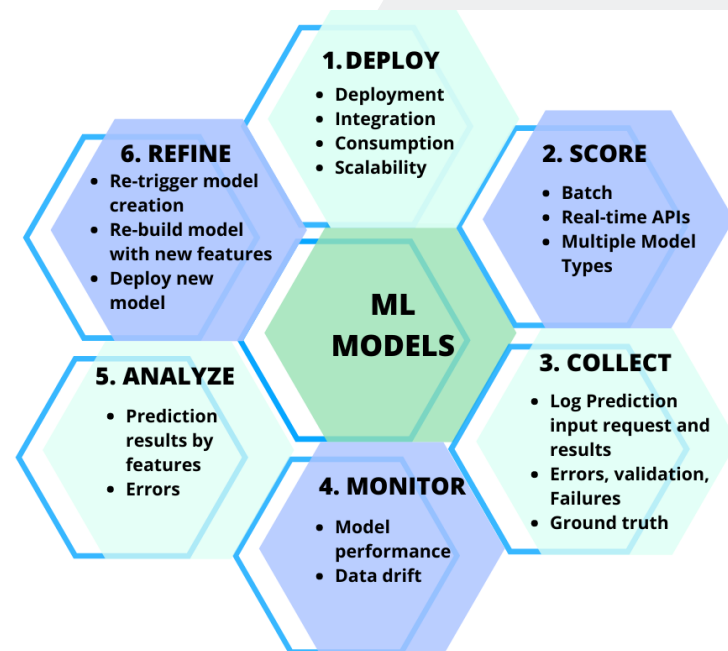 1. DEPLOY
• Deployment
• Integration
• Consumption
• Scalability
2. SCORE
• Batch
• Real-time APIs
• Multiple Model
Types
3. COLLECT
• Log Prediction
input request and
results
• Errors, validation,
Failures
• Ground truth
4. MONITOR
• Model
performance
• Data drift
5. ANALYZE
• Prediction
results by
features
• Errors
6. REFINE
• Re-trigger model
creation
• Re-build model
with new features
• Deploy new
model
ML
MODELS